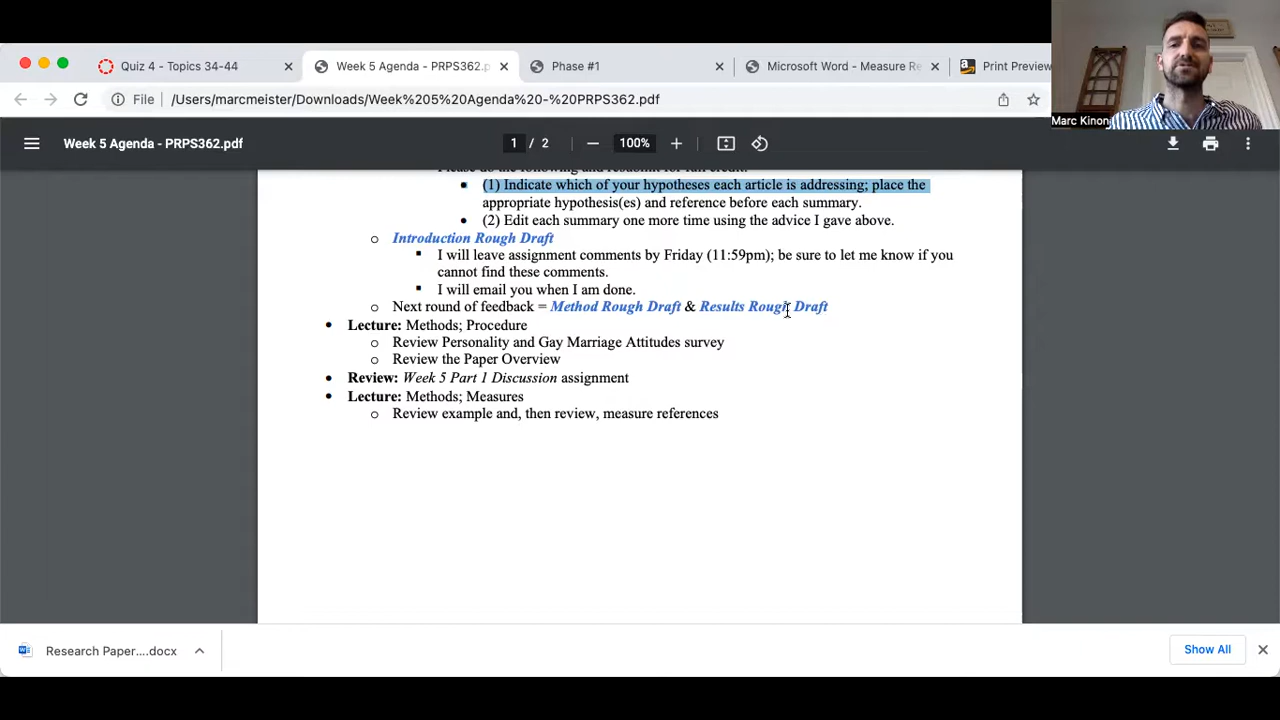 Quiz 4 - Topics 34-44
Week 5 Agenda - PRPS362.p
Phase #1
Microsoft Word - Measure Re
Print Preview
Marc Kinon
File
/Users/marcmeister/Downloads/Week%205%20Agenda%20-%20PRPS362.pdf
Week 5 Agenda - PRPS362.pdf
1 / 2
100%
(1) Indicate which of your hypotheses each article is addressing; place the
appropriate hypothesis(es) and reference before each summary.
(2) Edit each summary one more time using the advice I gave above.
Introduction Rough Draft
I will leave assignment comments by Friday (11:59pm); be sure to let me know if you
cannot find these comments.
I will email you when I am done.
Next round of feedback = Method Rough Draft & Results Rough Draft
Lecture: Methods; Procedure
Review Personality and Gay Marriage Attitudes survey
Review the Paper Overview
Review: Week 5 Part 1 Discussion assignment
Lecture: Methods; Measures
Review example and, then review, measure references
Research Paper....docx
Show All